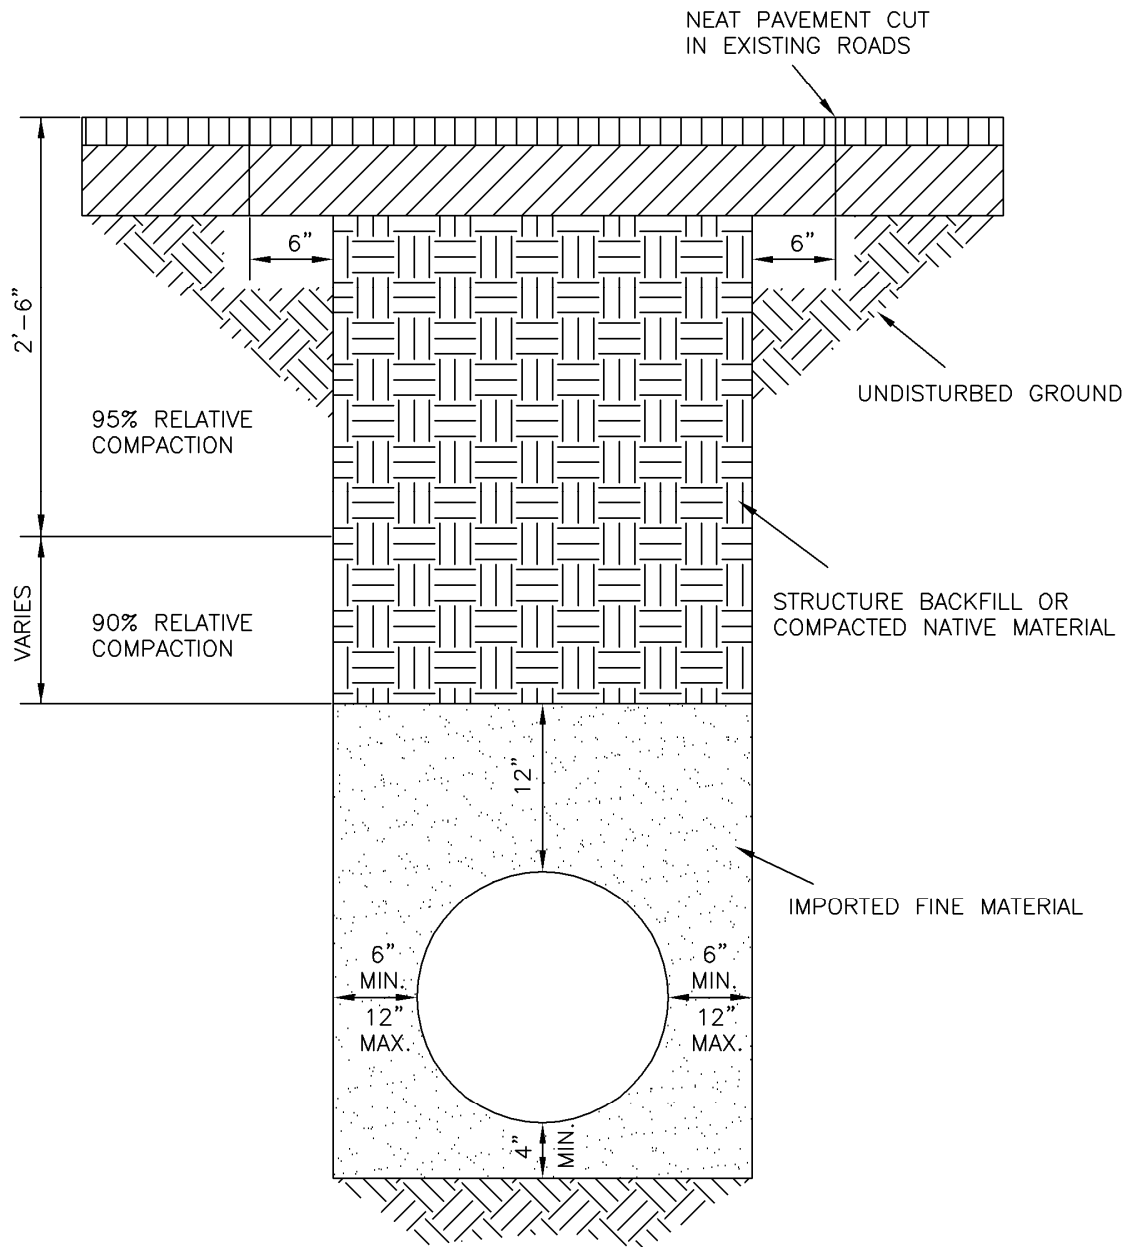 NEAT PAVEMENT CUT
IN EXISTING ROADS
6”
6”
2’-6”
UNDISTURBED GROUND
95% RELATIVE
COMPACTION
STRUCTURE BACKFILL OR
COMPACTED NATIVE MATERIAL
VARIES
90% RELATIVE
COMPACTION
12”
IMPORTED FINE MATERIAL
6”
MIN.
12”
MAX.
6”
MIN.
12”
MAX.
4”
MIN.